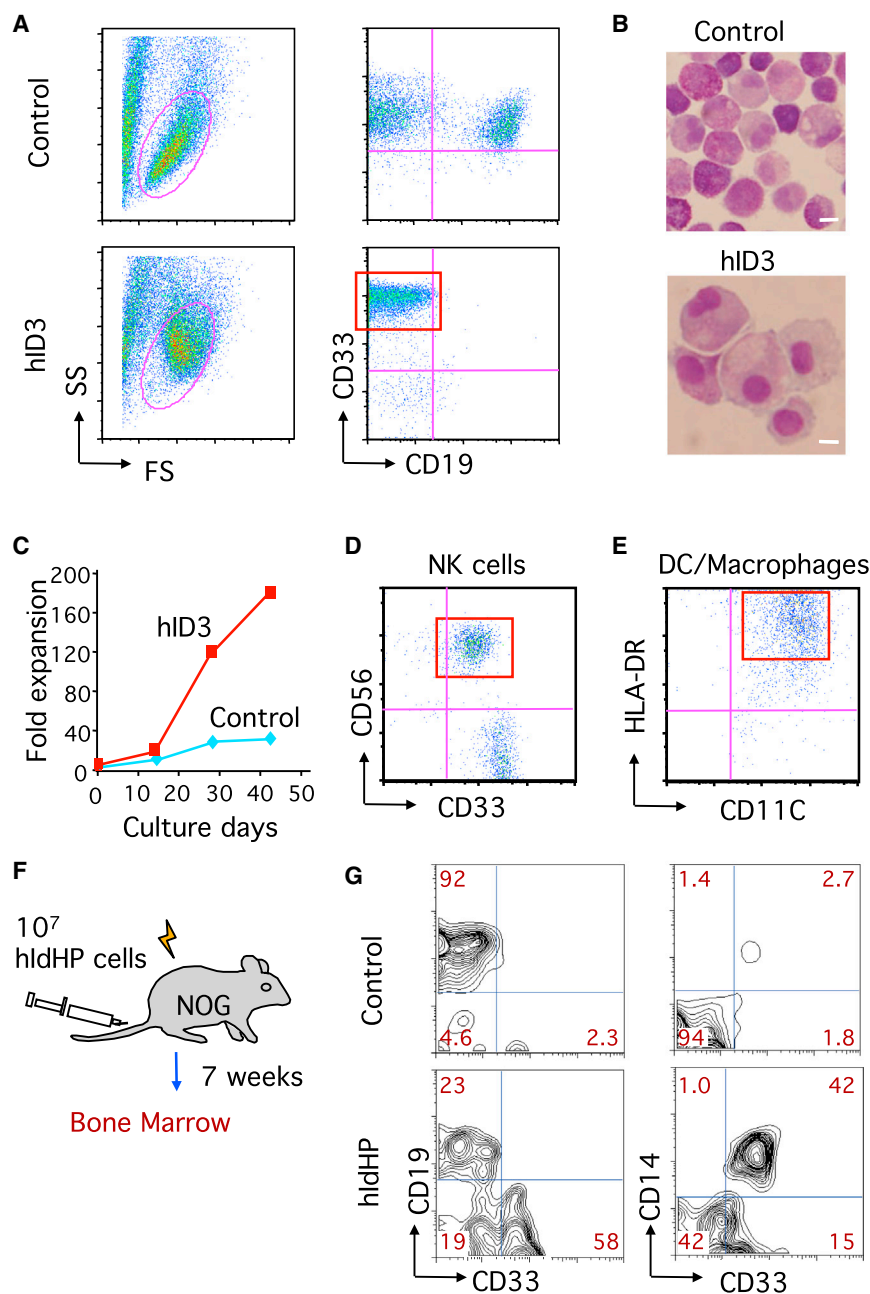 A
Control
hID3
SS
FS
CD33
CD19
B
Control
hID3
C
Fold expansion
200
160
120
80
40
0
hID3
Control
0 10 20 30 40 50
Culture days
D
NK cells
CD56
CD33
E
DC/Macrophages
HLA-DR
CD11C
F
10⁷
hIdHP cells
NOG
7 weeks
Bone Marrow
G
Control
92
4.6 2.3
1.4 2.7
94 1.8
hIdHP
23
19 58
CD19
CD33
1.0 42
42 15
CD14
CD33